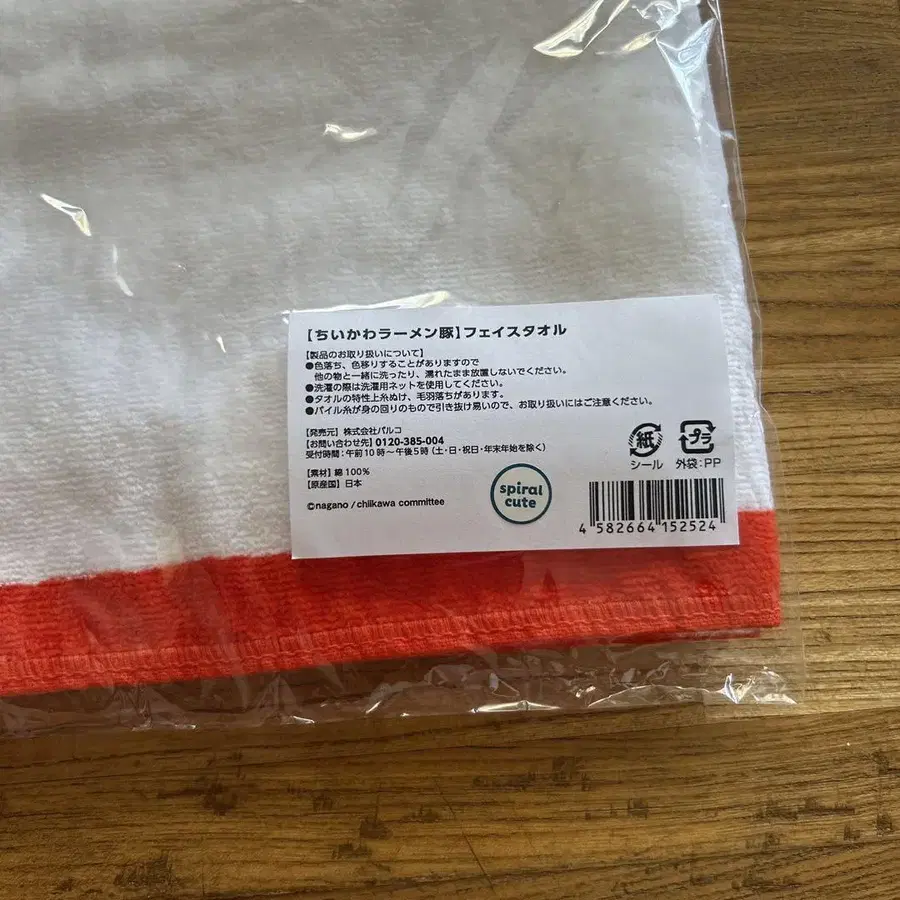 【ちいかわラーメン豚】フェイスタオル
【製品のお取り扱いについて】
●色落ち、色移りすることがありますので
他の物と一緒に洗ったり、濡れたまま放置しないでください。
●洗濯の際は洗濯用ネットを使用してください。
●タオルの特性上糸ぬけ、毛羽落ちがあります。
●パイル糸が身の回りのもので引き抜け易いので、お取り扱いにはご注意ください。
【発売元】株式会社パルコ
【お問い合わせ先】0120-385-004
受付時間:午前10時〜午後5時(土・日・祝日・年末年始を除く)
【素材】綿100%
【原産国】日本
©nagano / chiikawa committee
spiral
cute
紙
シール
プラ
外袋:PP
4 582664 152524